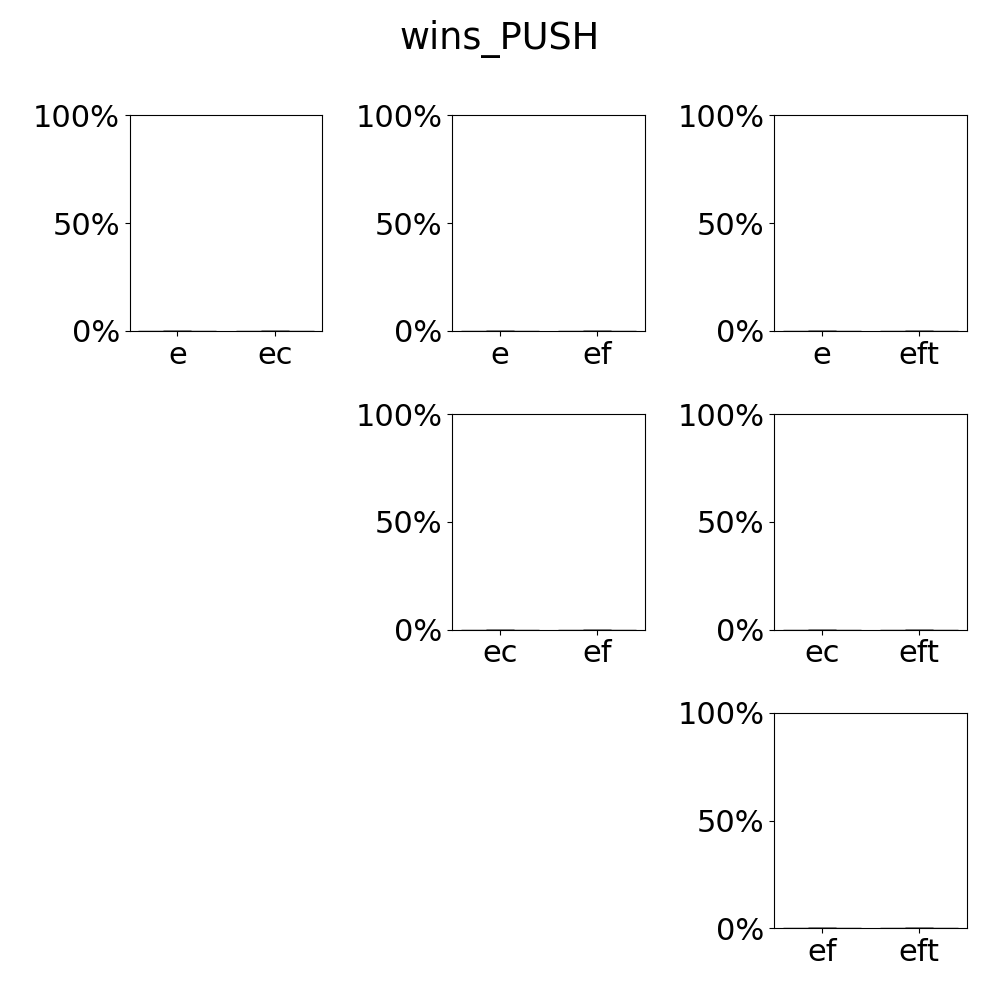 wins_PUSH
100% 100% 100%
50% 50% 50%
0% 0% 0%
e ec e ef e eft
100% 100%
50% 50%
0% 0%
ec ef ec eft
100%
50%
0%
ef eft